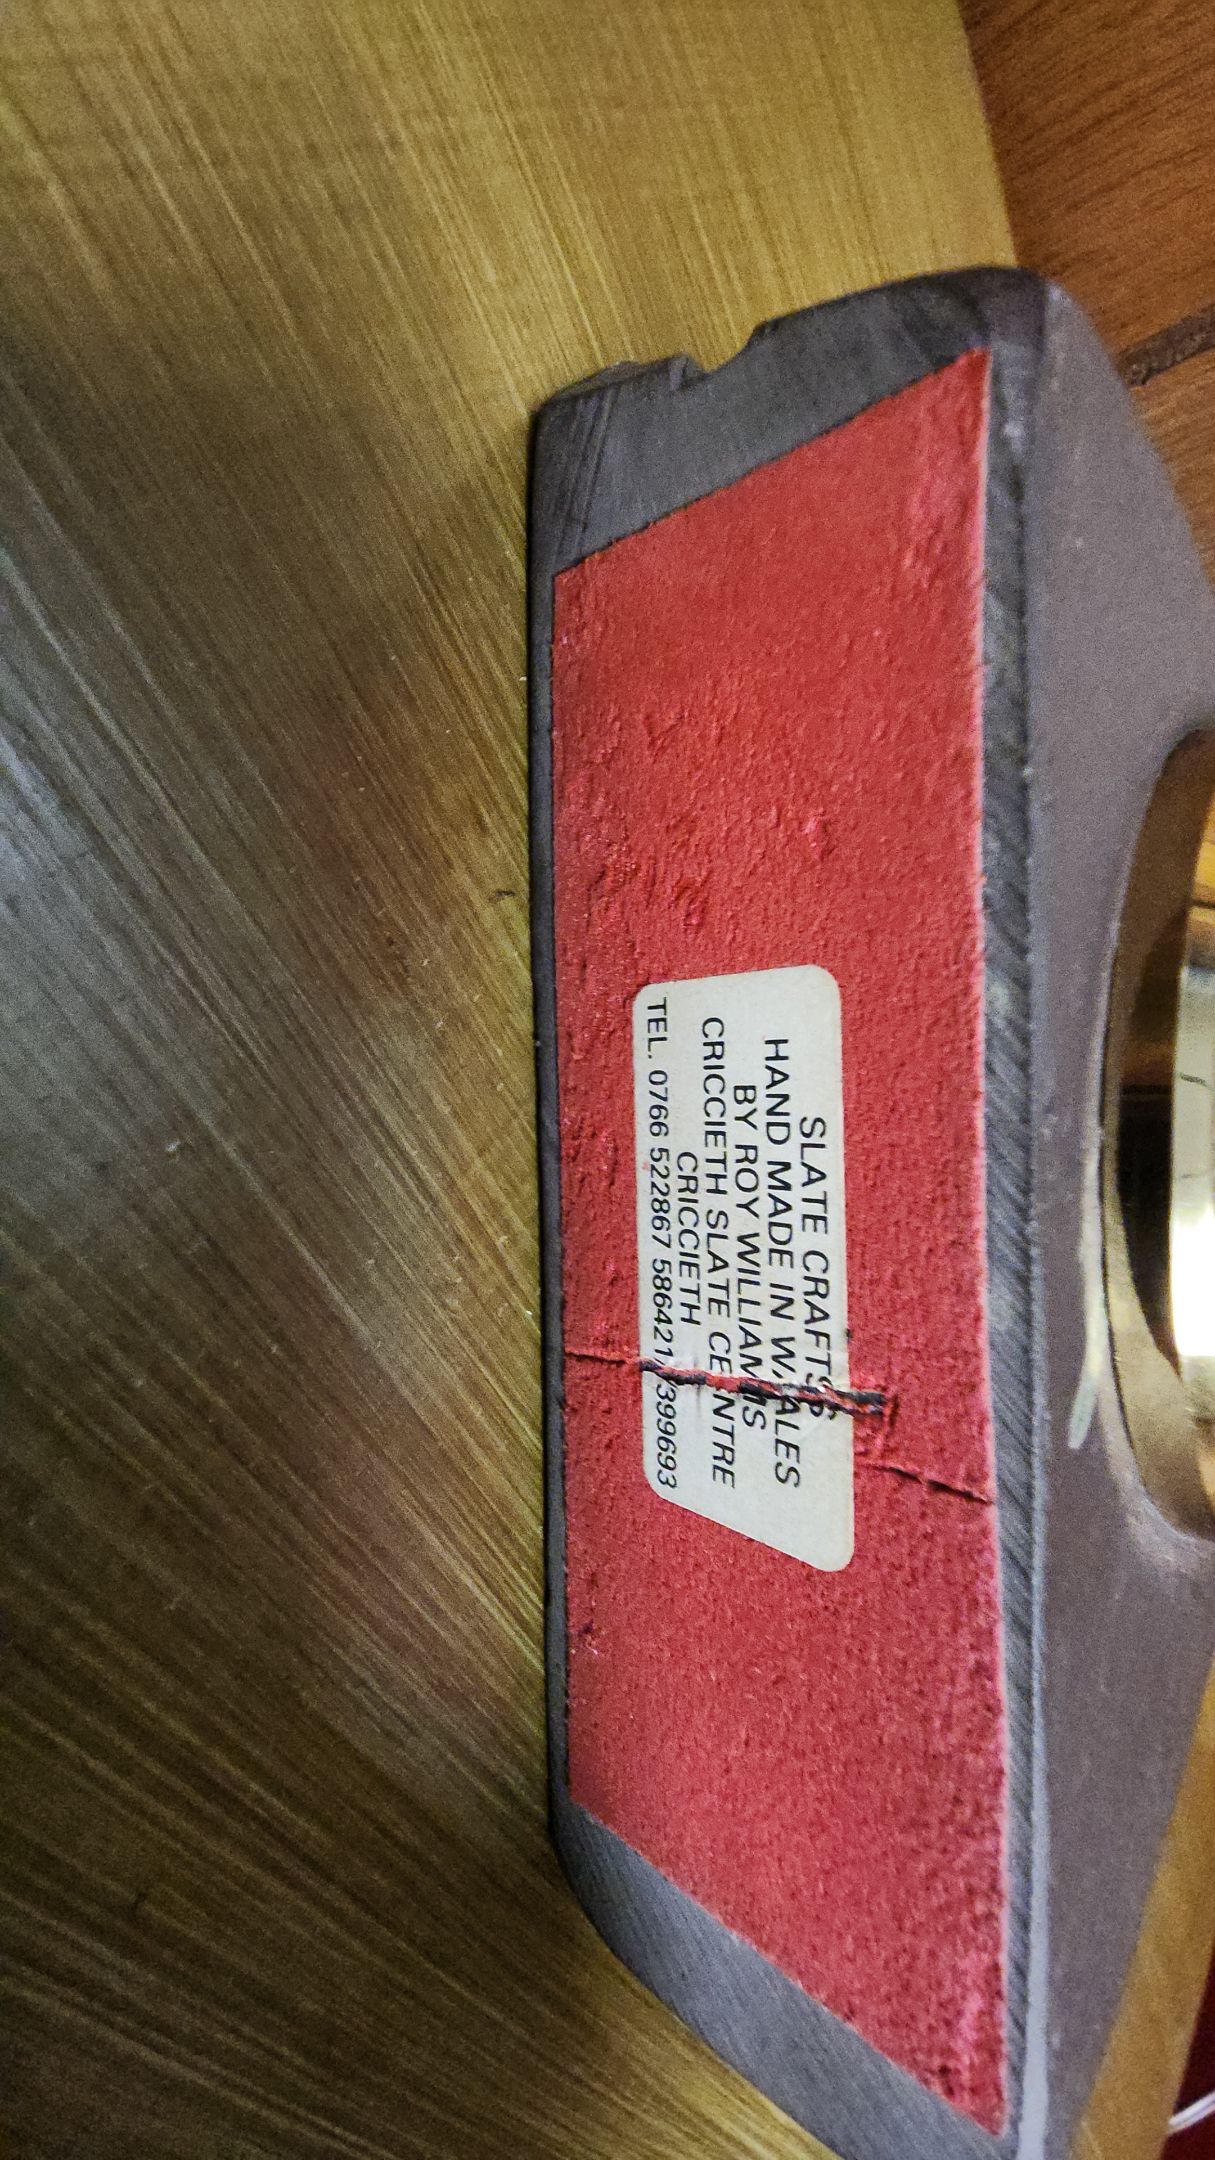 SLATE CRAFTS
HAND MADE IN WALES
BY ROY WILLIAMS
CRICCIETH SLATE CENTRE
CRICCIETH
TEL. 0766 522867 586421/399693